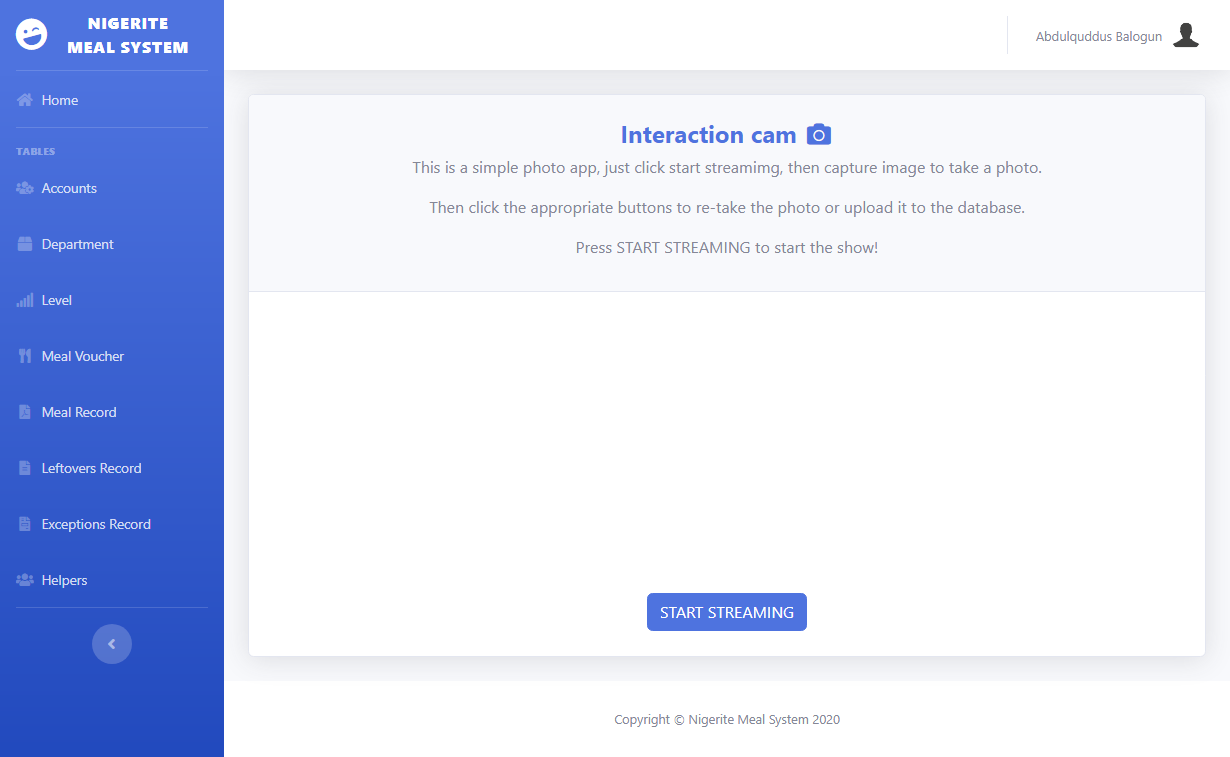 NIGERITE
MEAL SYSTEM
Home
TABLES
Accounts
Department
Level
Meal Voucher
Meal Record
Leftovers Record
Exceptions Record
Helpers
Abdulquddus Balogun
Interaction cam
This is a simple photo app, just click start streamimg, then capture image to take a photo.
Then click the appropriate buttons to re-take the photo or upload it to the database.
Press START STREAMING to start the show!
START STREAMING
Copyright © Nigerite Meal System 2020